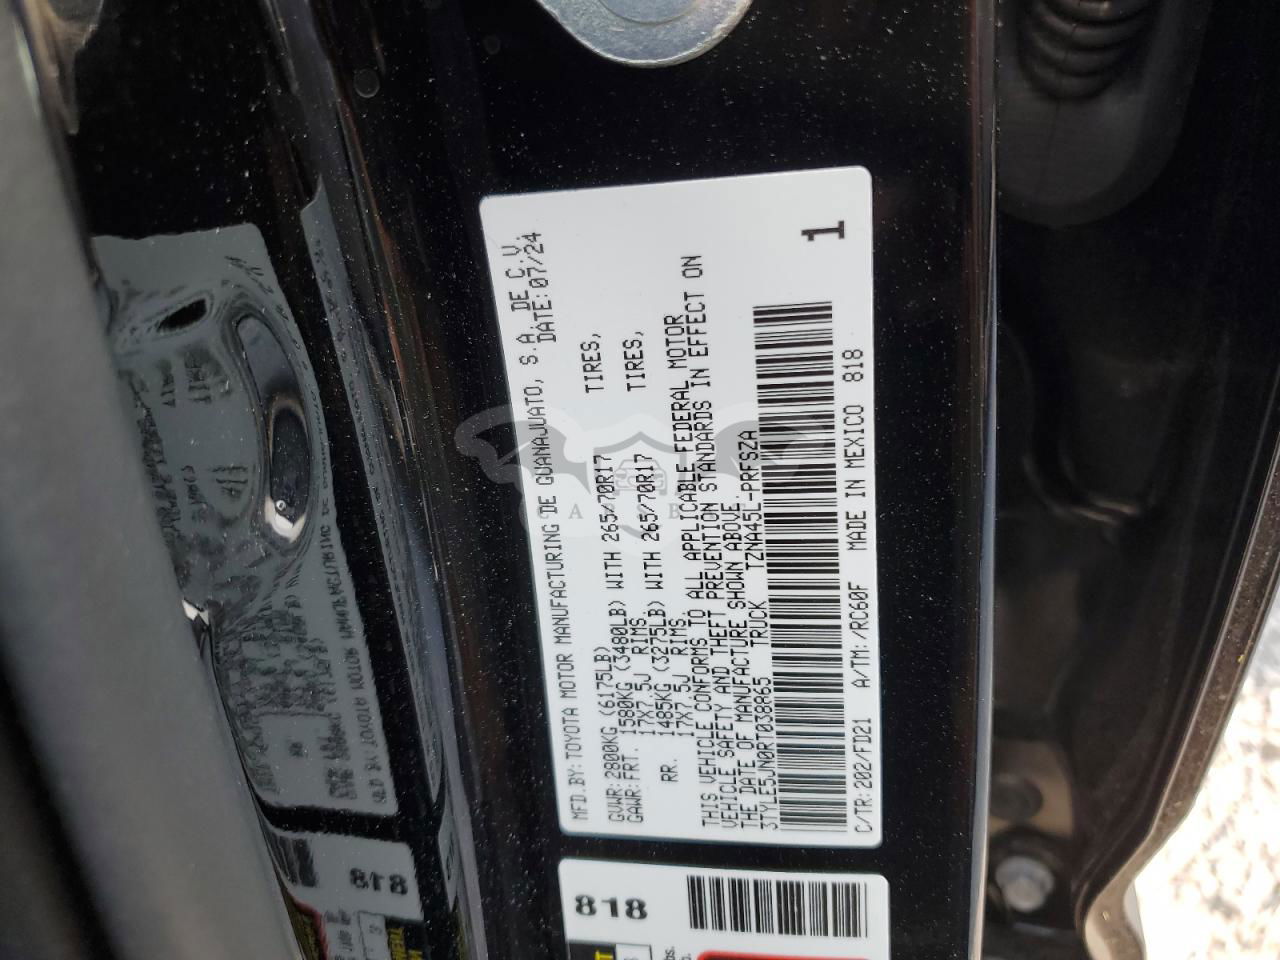 MFD.BY:TOYOTA MOTOR MANUFACTURING DE GUANAJUATO, S.A. DE C.V.
DATE:07/24
GVWR:2800KG (6175LB)
GAWR:FRT. 1580KG (3480LB) WITH 265/70R17 TIRES,
17X7.5J RIMS
RR. 1485KG (3275LB) WITH 265/70R17 TIRES,
17X7.5J RIMS.
THIS VEHICLE CONFORMS TO ALL APPLICABLE FEDERAL MOTOR
VEHICLE SAFETY AND THEFT PREVENTION STANDARDS IN EFFECT ON
THE DATE OF MANUFACTURE SHOWN ABOVE.
3TYLE5JN0RT038865 TRUCK TZNA45L-PRFSZA
C/TR:202/FD21 A/TM:/RC60F MADE IN MEXICO 818
1
818